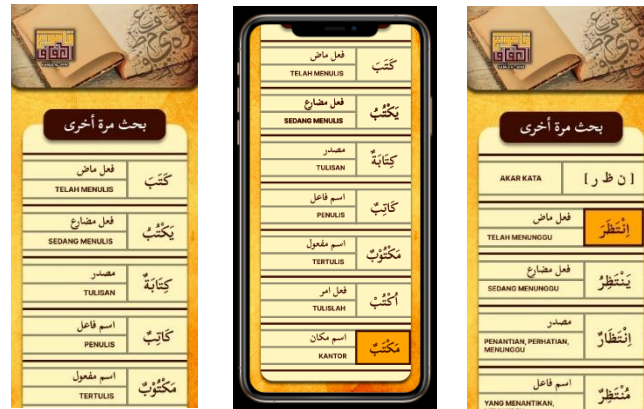 بحث مرة أخرى
كَتَبَ
فعل ماض
TELAH MENULIS
يَكْتُبُ
فعل مضارع
SEDANG MENULIS
كِتَابَةٌ
مصدر
TULISAN
كَاتِبٌ
اسم فاعل
PENULIS
مَكْتُوْبٌ
اسم مفعول
TERTULIS
كَتَبَ
فعل ماض
TELAH MENULIS
يَكْتُبُ
فعل مضارع
SEDANG MENULIS
كِتَابَةٌ
مصدر
TULISAN
كَاتِبٌ
اسم فاعل
PENULIS
مَكْتُوْبٌ
اسم مفعول
TERTULIS
اُكْتُبْ
فعل امر
TULISLAH
مَكْتَبٌ
اسم مكان
KANTOR
بحث مرة أخرى
[ ن ظ ر ]
AKAR KATA
اِنْتَظَرَ
فعل ماض
TELAH MENUNGGU
يَنْتَظِرُ
فعل مضارع
SEDANG MENUNGGU
اِنْتَظَارٌ
مصدر
PENANTIAN, PERHATIAN,
MENUNGGU
مُنْتَظِرٌ
اسم فاعل
YANG MENANTIKAN,